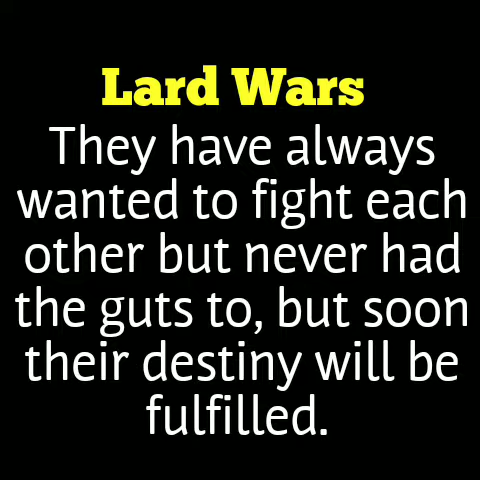 Lard Wars
They have always
wanted to fight each
other but never had
the guts to, but soon
their destiny will be
fulfilled.